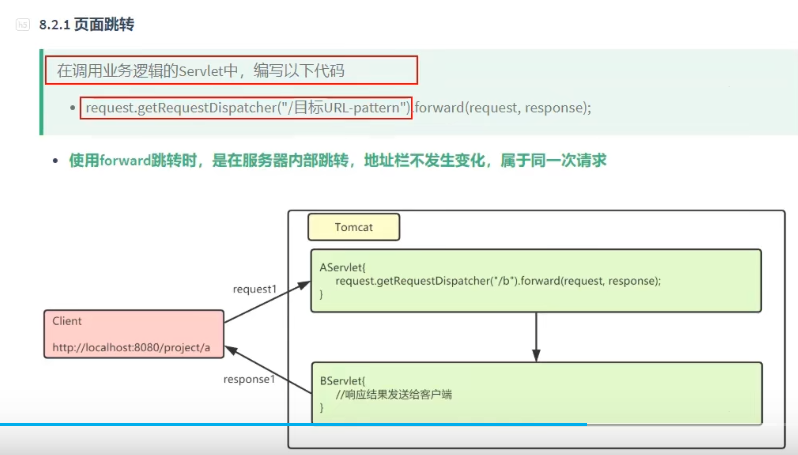 8.2.1 页面跳转
在调用业务逻辑的Servlet中，编写以下代码
• request.getRequestDispatcher("/目标URL-pattern").forward(request, response);
• 使用forward跳转时，是在服务器内部跳转，地址栏不发生变化，属于同一次请求
Tomcat
AServlet{
request.getRequestDispatcher("/b").forward(request, response);
}
request1
Client
http://localhost:8080/project/a
response1
BServlet{
//响应结果发送给客户端
}